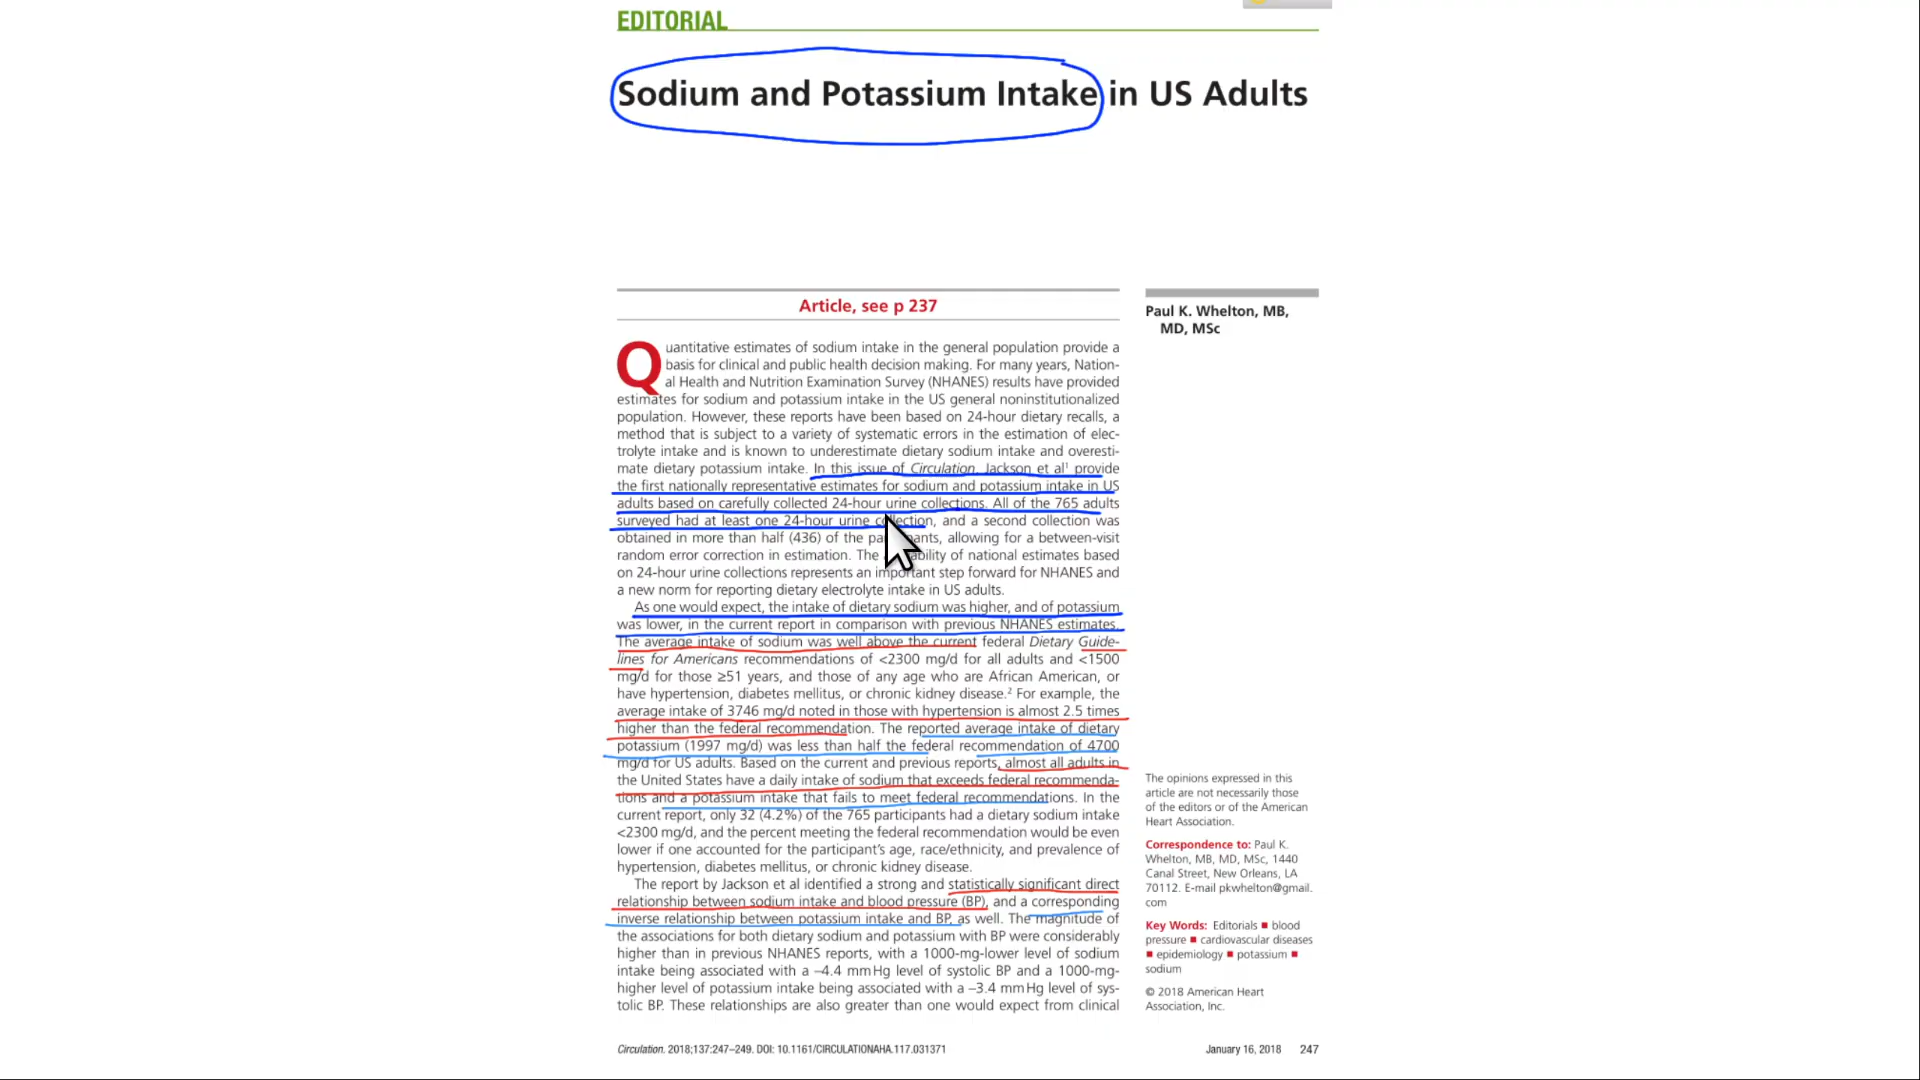 EDITORIAL
Sodium and Potassium Intake in US Adults
Article, see p 237
Quantitative estimates of sodium intake in the general population provide a
basis for clinical and public health decision making. For many years, Nation-
al Health and Nutrition Examination Survey (NHANES) results have provided
estimates for sodium and potassium intake in the US general noninstitutionalized
population. However, these reports have been based on 24-hour dietary recalls, a
method that is subject to a variety of systematic errors in the estimation of elec-
trolyte intake and is known to underestimate dietary sodium intake and overesti-
mate dietary potassium intake. In this issue of Circulation, Jackson et al¹ provide
the first nationally representative estimates for sodium and potassium intake in US
adults based on carefully collected 24-hour urine collections. All of the 765 adults
surveyed had at least one 24-hour urine collection, and a second collection was
obtained in more than half (436) of the participants, allowing for a between-visit
random error correction in estimation. The ability of national estimates based
on 24-hour urine collections represents an important step forward for NHANES and
a new norm for reporting dietary electrolyte intake in US adults.
As one would expect, the intake of dietary sodium was higher, and of potassium
was lower, in the current report in comparison with previous NHANES estimates.
The average intake of sodium was well above the current federal Dietary Guide-
lines for Americans recommendations of <2300 mg/d for all adults and <1500
mg/d for those ≥51 years, and those of any age who are African American, or
have hypertension, diabetes mellitus, or chronic kidney disease.² For example, the
average intake of 3746 mg/d noted in those with hypertension is almost 2.5 times
higher than the federal recommendation. The reported average intake of dietary
potassium (1997 mg/d) was less than half the federal recommendation of 4700
mg/d for US adults. Based on the current and previous reports, almost all adults in
the United States have a daily intake of sodium that exceeds federal recommenda-
tions and a potassium intake that fails to meet federal recommendations. In the
current report, only 32 (4.2%) of the 765 participants had a dietary sodium intake
<2300 mg/d, and the percent meeting the federal recommendation would be even
lower if one accounted for the participant's age, race/ethnicity, and prevalence of
hypertension, diabetes mellitus, or chronic kidney disease.
The report by Jackson et al identified a strong and statistically significant direct
relationship between sodium intake and blood pressure (BP), and a corresponding
inverse relationship between potassium intake and BP, as well. The magnitude of
the associations for both dietary sodium and potassium with BP were considerably
higher than in previous NHANES reports, with a 1000-mg-lower level of sodium
intake being associated with a –4.4 mm Hg level of systolic BP and a 1000-mg-
higher level of potassium intake being associated with a –3.4 mm Hg level of sys-
tolic BP. These relationships are also greater than one would expect from clinical
Paul K. Whelton, MB,
MD, MSc
The opinions expressed in this
article are not necessarily those
of the editors or of the American
Heart Association.
Correspondence to: Paul K.
Whelton, MB, MD, MSc, 1440
Canal Street, New Orleans, LA
70112. E-mail pkwhelton@gmail.
com
Key Words: Editorials ■ blood
pressure ■ cardiovascular diseases
■ epidemiology ■ potassium ■
sodium
© 2018 American Heart
Association, Inc.
Circulation. 2018;137:247–249. DOI: 10.1161/CIRCULATIONAHA.117.031371
January 16, 2018 247